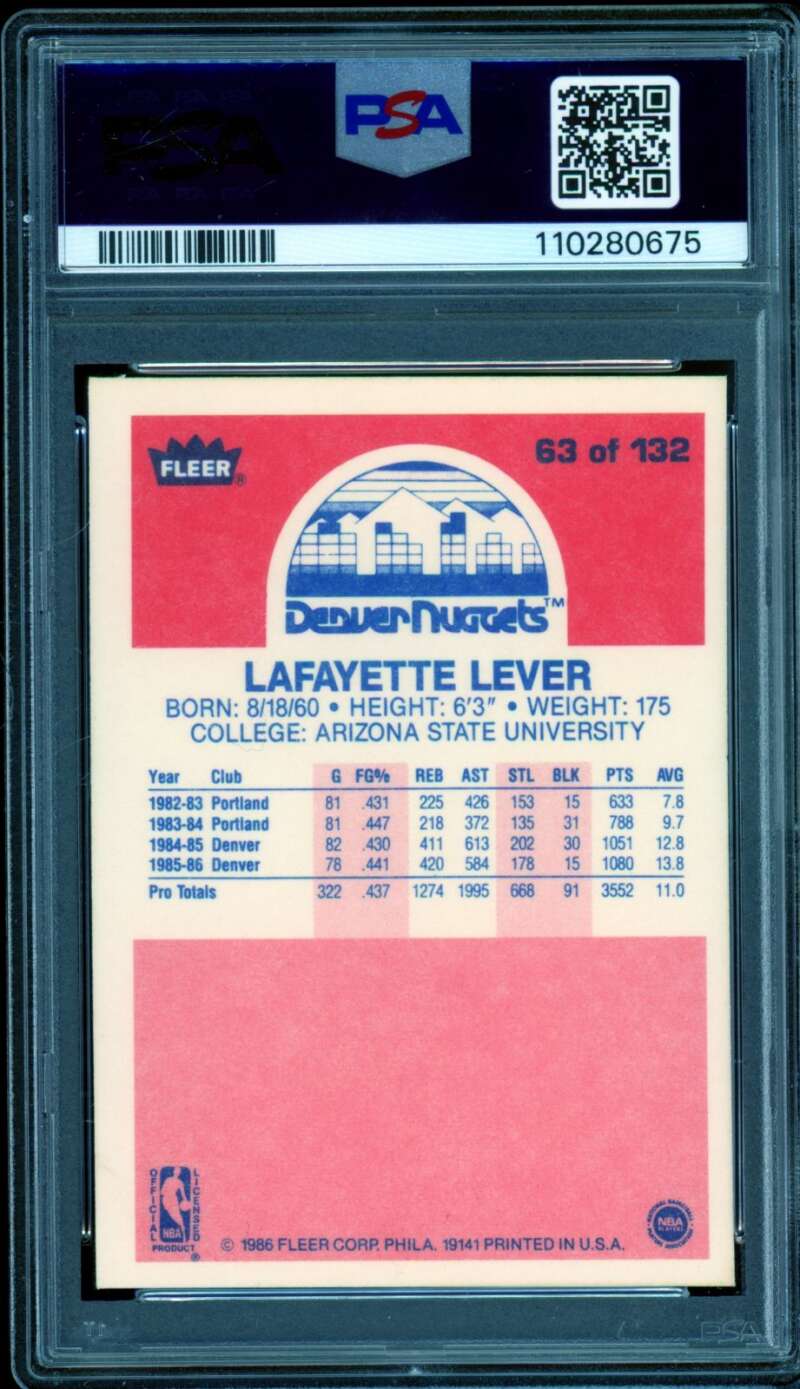 PSA
110280675
FLEER®
63 of 132
Denver Nuggets™
LAFAYETTE LEVER
BORN: 8/18/60 • HEIGHT: 6'3" • WEIGHT: 175
COLLEGE: ARIZONA STATE UNIVERSITY
Year Club G FG% REB AST STL BLK PTS AVG
1982-83 Portland 81 .431 225 426 153 15 633 7.8
1983-84 Portland 81 .447 218 372 135 31 788 9.7
1984-85 Denver 82 .430 411 613 202 30 1051 12.8
1985-86 Denver 78 .441 420 584 178 15 1080 13.8
Pro Totals 322 .437 1274 1995 668 91 3552 11.0
OFFICIAL NBA LICENSED
PRODUCT ®
© 1986 FLEER CORP. PHILA. 19141 PRINTED IN U.S.A.
NATIONAL BASKETBALL
NBA
PLAYERS
PSA